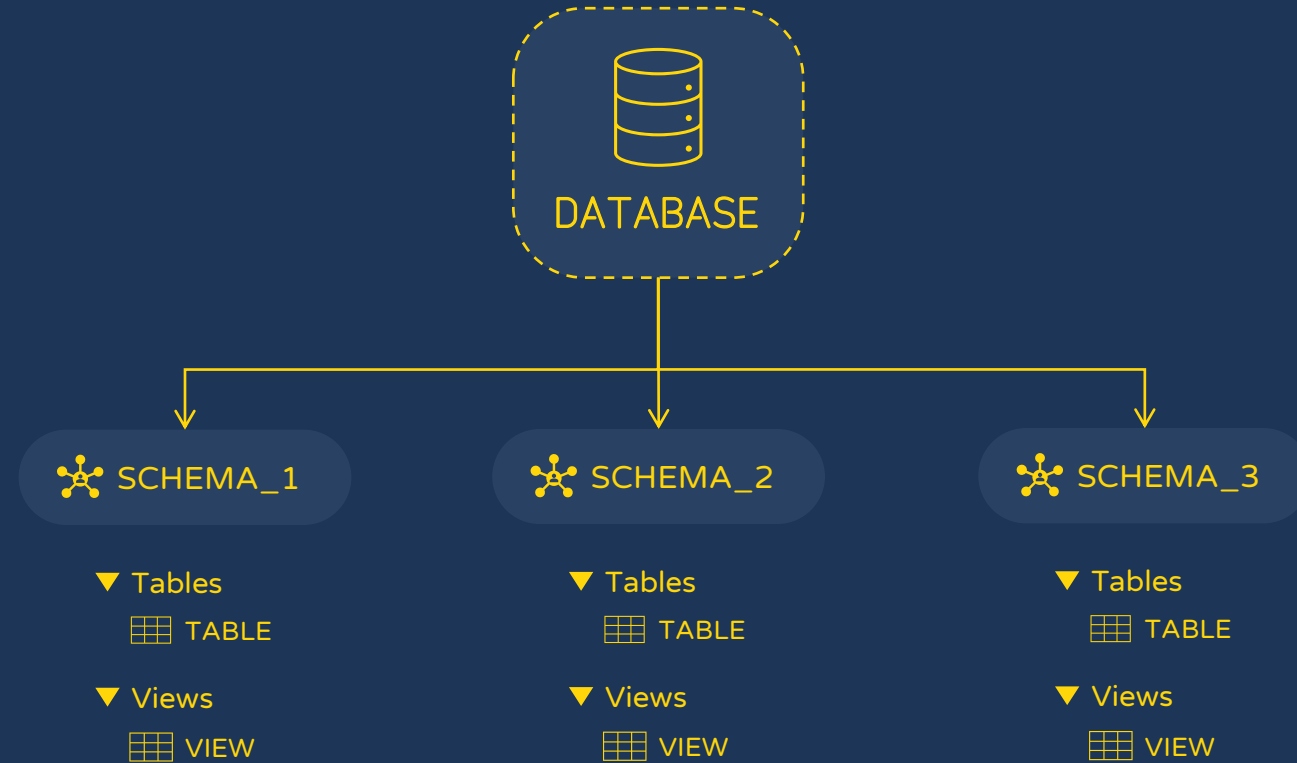 DATABASE
SCHEMA_1
SCHEMA_2
SCHEMA_3
Tables
TABLE
Views
VIEW
Tables
TABLE
Views
VIEW
Tables
TABLE
Views
VIEW